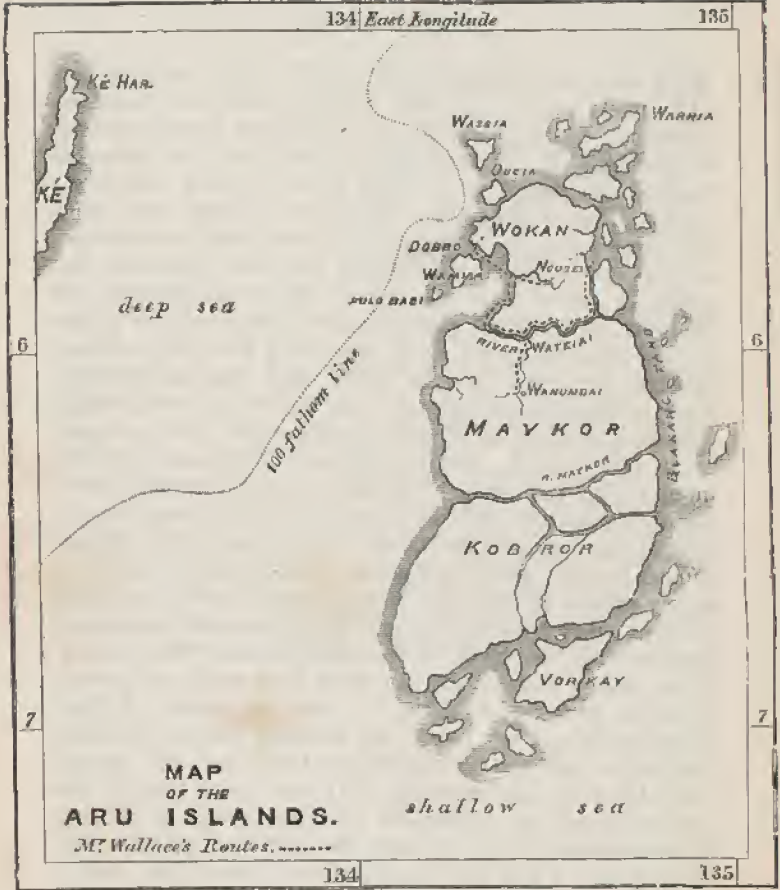 134 East Longitude 135
KÉ HAR.
WASSIA
WARRIA
KÉ
WOKAN
DOBBO
WAMMA
PULO BABI
deep sea
6
6
RIVER WATELAI
WANUMBAI
100 fathom line
MAYKOR
BLAKANG
R. MAYKOR
KOBROR
VORKAY
7
7
MAP
OF THE
ARU ISLANDS.
Mr. Wallace's Routes. .......
shallow sea
134
135